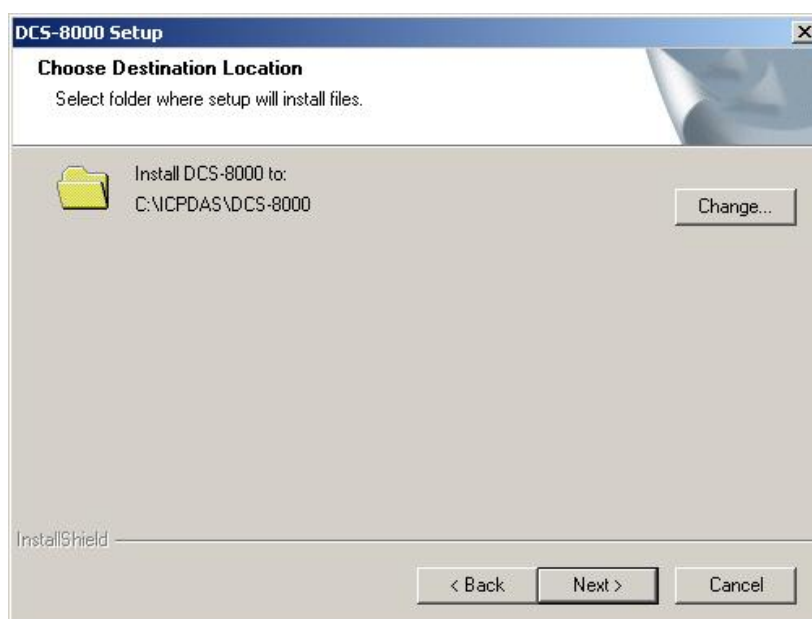 DCS-8000 Setup
Choose Destination Location
Select folder where setup will install files.
Install DCS-8000 to:
C:\ICPDAS\DCS-8000
Change...
InstallShield
< Back
Next >
Cancel